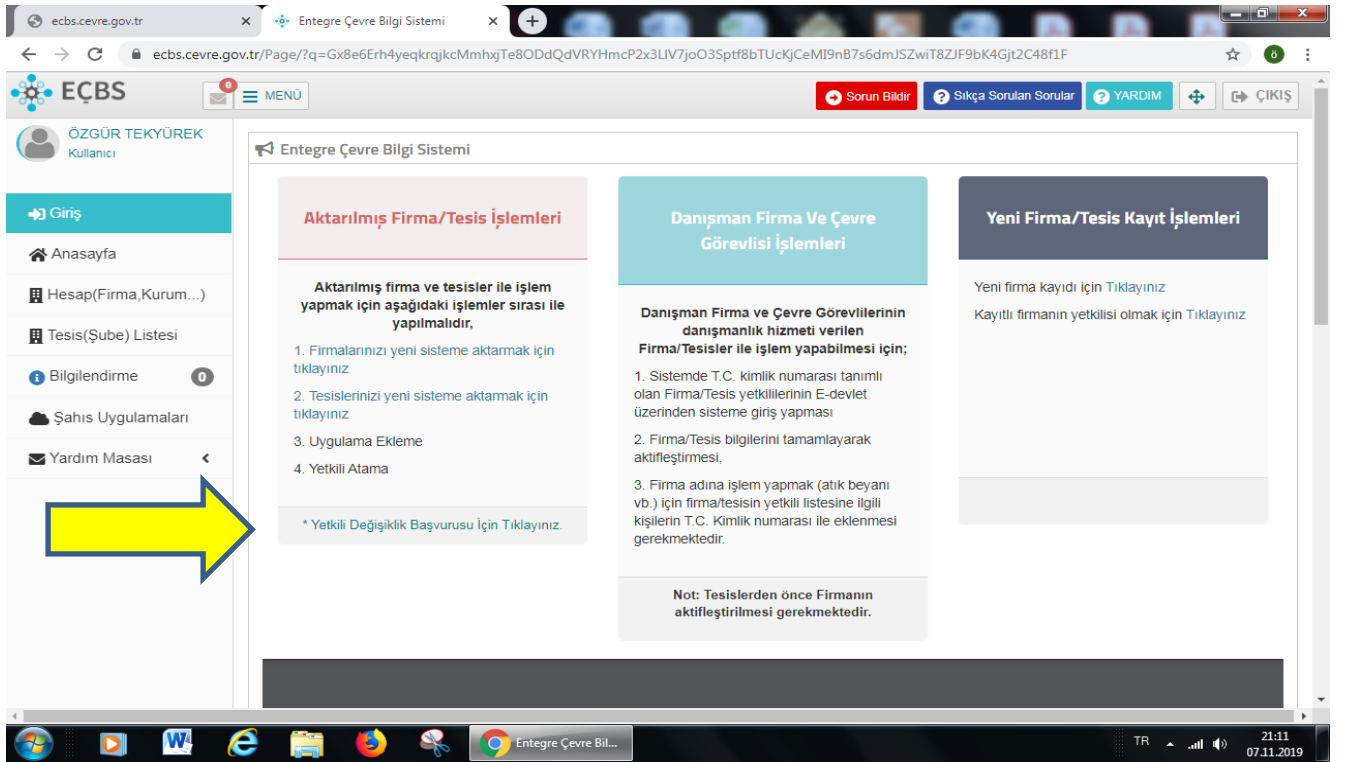 ecbs.cevre.gov.tr
Entegre Çevre Bilgi Sistemi
ecbs.cevre.gov.tr/Page/?q=Gx8e6Erh4yeqkrqjkcMmhxjTe8ODdQdVRYHmcP2x3LIV7joO3Sptf8bTUcKjCeMI9nB7s6dmJSZwiT8ZJF9bK4Gjt2C48f1F
ö
EÇBS
0
MENÜ
Sorun Bildir
Sıkça Sorulan Sorular
YARDIM
ÇIKIŞ
ÖZGÜR TEKYÜREK
Kullanıcı
Giriş
Anasayfa
Hesap(Firma,Kurum...)
Tesis(Şube) Listesi
Bilgilendirme 0
Şahıs Uygulamaları
Yardım Masası
Entegre Çevre Bilgi Sistemi
Aktarılmış Firma/Tesis İşlemleri
Aktarılmış firma ve tesisler ile işlem
yapmak için aşağıdaki işlemler sırası ile
yapılmalıdır,
1. Firmalarınızı yeni sisteme aktarmak için
tıklayınız
2. Tesislerinizi yeni sisteme aktarmak için
tıklayınız
3. Uygulama Ekleme
4. Yetkili Atama
* Yetkili Değişiklik Başvurusu İçin Tıklayınız.
Danışman Firma Ve Çevre
Görevlisi İşlemleri
Danışman Firma ve Çevre Görevlilerinin
danışmanlık hizmeti verilen
Firma/Tesisler ile işlem yapabilmesi için;
1. Sistemde T.C. kimlik numarası tanımlı
olan Firma/Tesis yetkililerinin E-devlet
üzerinden sisteme giriş yapması
2. Firma/Tesis bilgilerini tamamlayarak
aktifleştirmesi,
3. Firma adına işlem yapmak (atık beyanı
vb.) için firma/tesisin yetkili listesine ilgili
kişilerin T.C. Kimlik numarası ile eklenmesi
gerekmektedir.
Not: Tesislerden önce Firmanın
aktifleştirilmesi gerekmektedir.
Yeni Firma/Tesis Kayıt İşlemleri
Yeni firma kayıdı için Tıklayınız
Kayıtlı firmanın yetkilisi olmak için Tıklayınız
Entegre Çevre Bil...
TR
21:11
07.11.2019